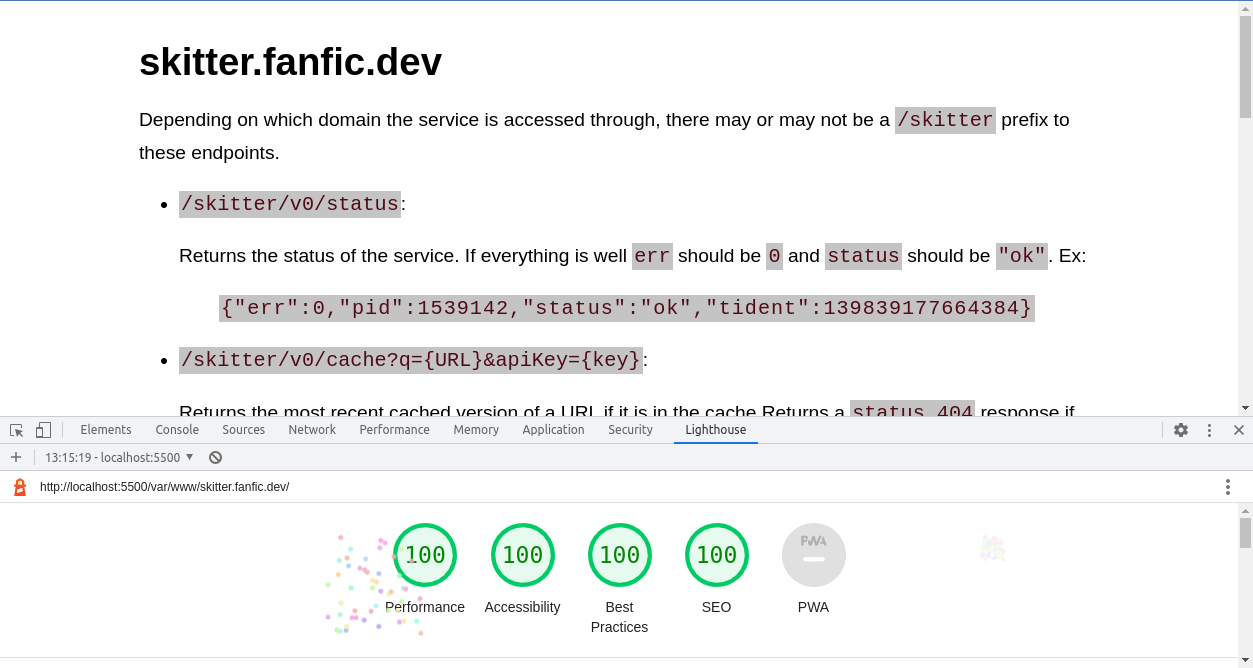 skitter.fanfic.dev
Depending on which domain the service is accessed through, there may or may not be a /skitter prefix to
these endpoints.
/skitter/v0/status:
Returns the status of the service. If everything is well err should be 0 and status should be "ok". Ex:
{"err":0,"pid":1539142,"status":"ok","tident":139839177664384}
/skitter/v0/cache?q={URL}&apiKey={key}:
Returns the most recent cached version of a URL if it is in the cache Returns a status 404 response if
Elements Console Sources Network Performance Memory Application Security Lighthouse
13:15:19 - localhost:5500
http://localhost:5500/var/www/skitter.fanfic.dev/
100 100 100 100 PWA
Performance Accessibility Best SEO PWA
Practices